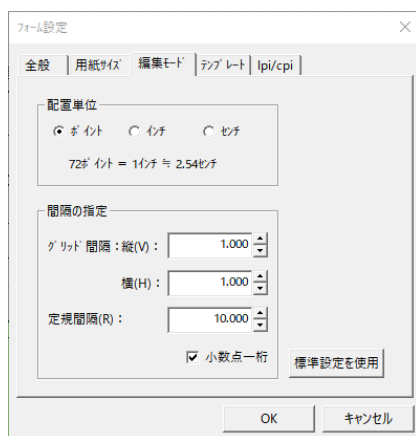 ﾌｫｰﾑ設定
全般 用紙ｻｲｽﾞ 編集ﾓｰﾄﾞ ﾃﾝﾌﾟﾚｰﾄ lpi/cpi
配置単位
ﾎﾟｲﾝﾄ ｲﾝﾁ ｾﾝﾁ
72ﾎﾟｲﾝﾄ = 1ｲﾝﾁ ≒ 2.54ｾﾝﾁ
間隔の指定
ｸﾞﾘｯﾄﾞ間隔：縦(V)： 1.000
横(H)： 1.000
定規間隔(R)： 10.000
小数点一桁
標準設定を使用
OK キャンセル